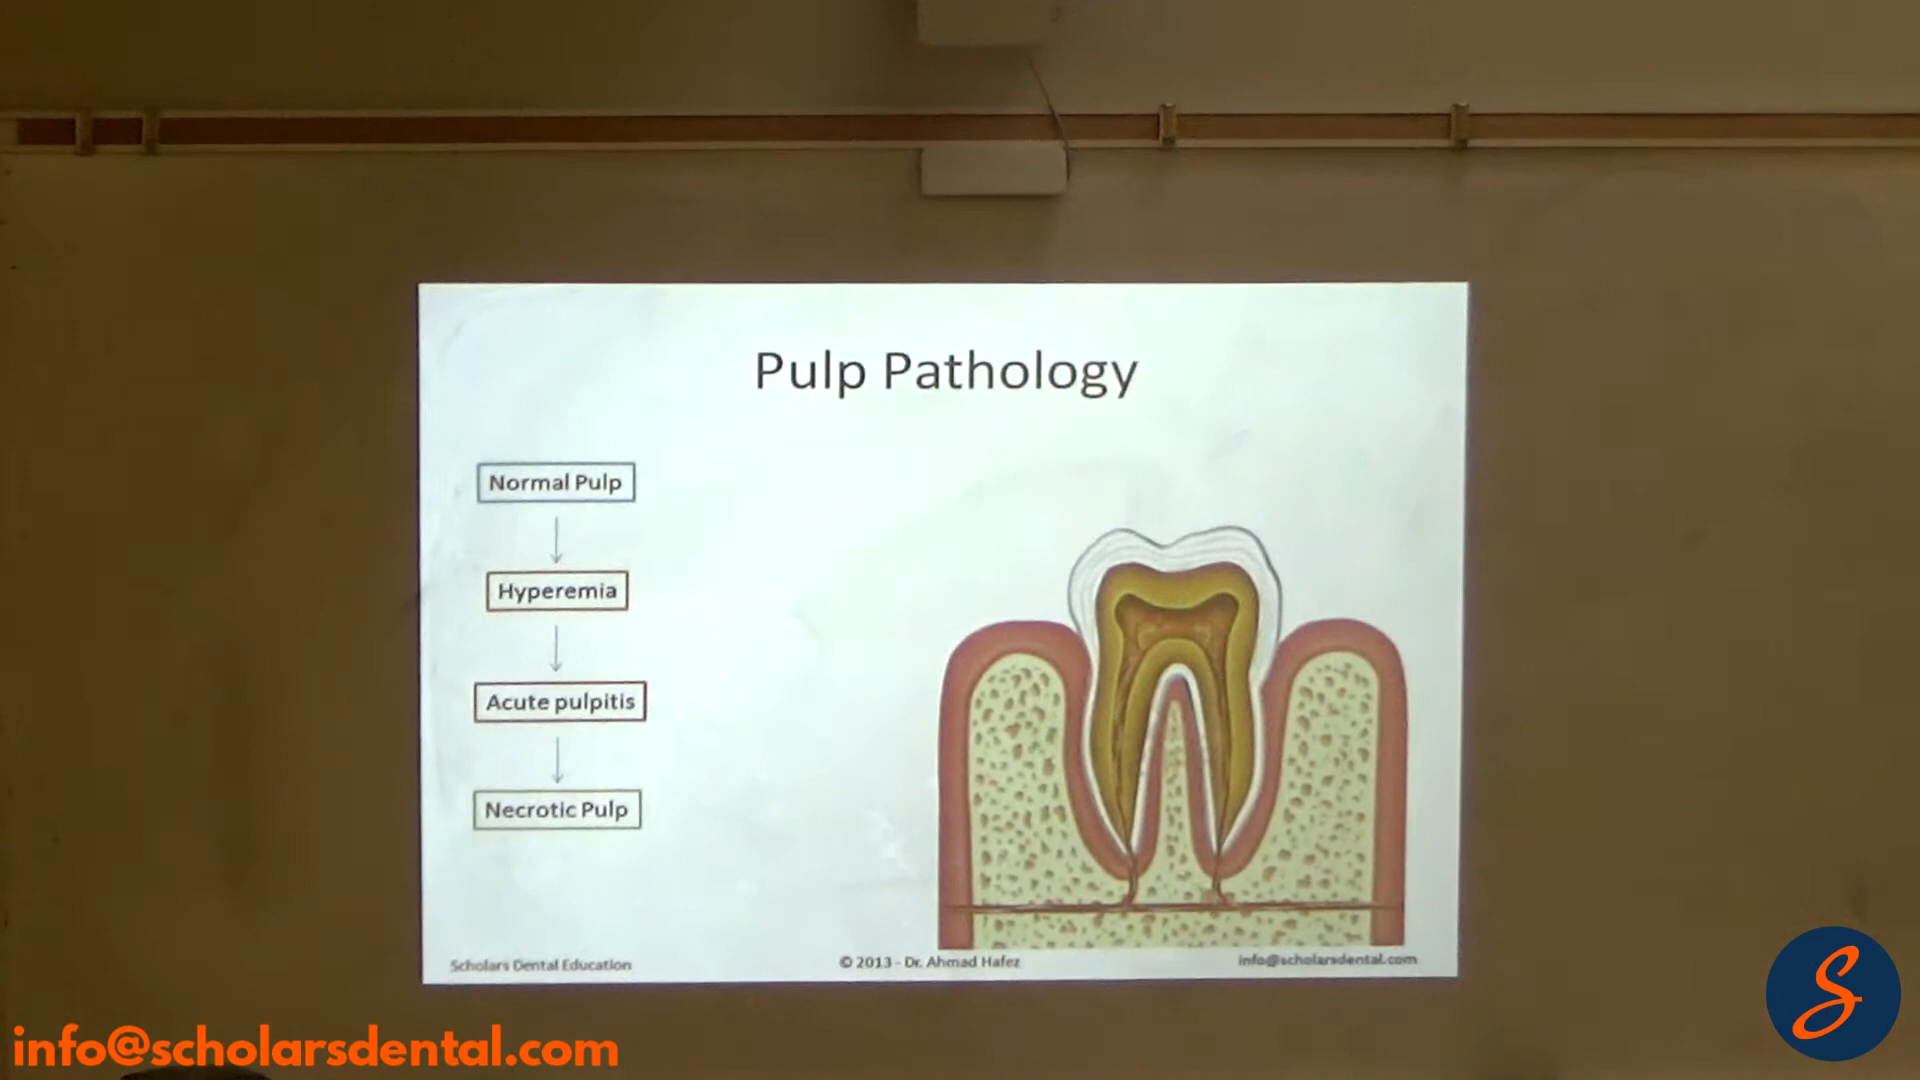 Pulp Pathology
Normal Pulp
Hyperemia
Acute pulpitis
Necrotic Pulp
Scholars Dental Education
© 2013 - Dr. Ahmad Hafez
info@scholarsdental.com
info@scholarsdental.com
S